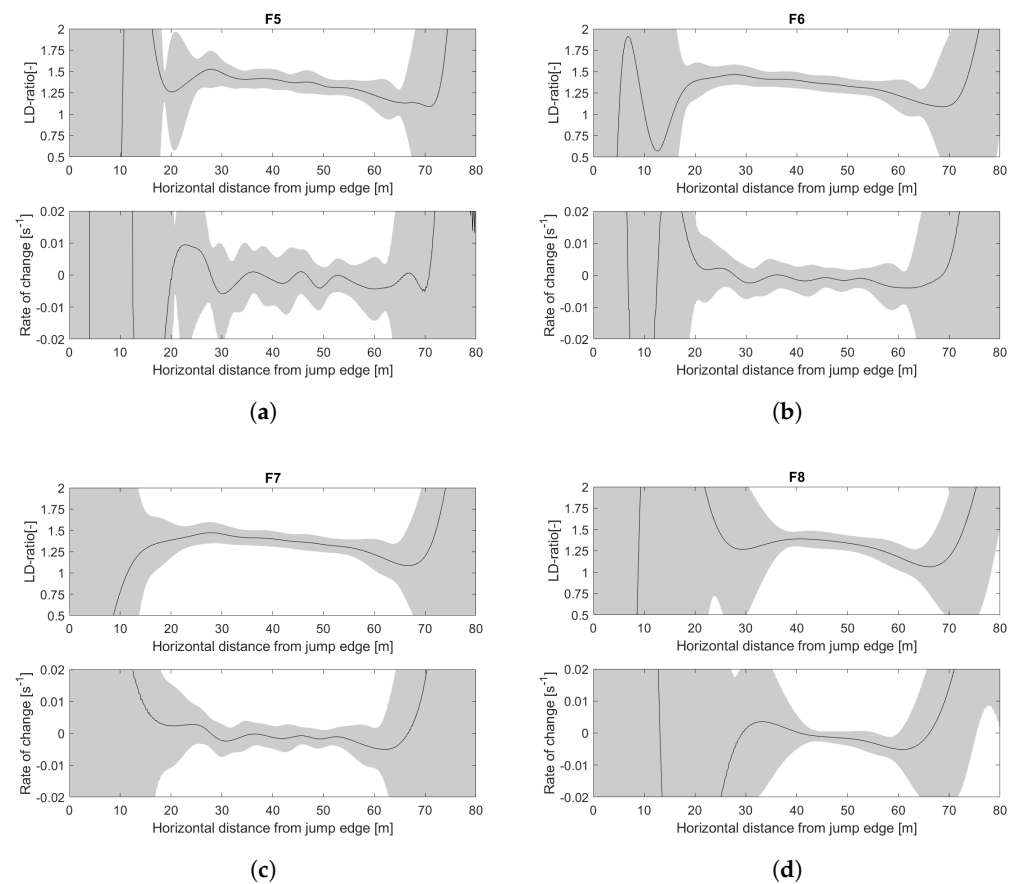 F5
2
1.75
1.5
1.25
1
0.75
0.5
LD-ratio[-]
0 10 20 30 40 50 60 70 80
Horizontal distance from jump edge [m]
0.02
0.01
0
-0.01
-0.02
Rate of change [s⁻¹]
0 10 20 30 40 50 60 70 80
Horizontal distance from jump edge [m]
(a)
F6
2
1.75
1.5
1.25
1
0.75
0.5
LD-ratio[-]
0 10 20 30 40 50 60 70 80
Horizontal distance from jump edge [m]
0.02
0.01
0
-0.01
-0.02
Rate of change [s⁻¹]
0 10 20 30 40 50 60 70 80
Horizontal distance from jump edge [m]
(b)
F7
2
1.75
1.5
1.25
1
0.75
0.5
LD-ratio[-]
0 10 20 30 40 50 60 70 80
Horizontal distance from jump edge [m]
0.02
0.01
0
-0.01
-0.02
Rate of change [s⁻¹]
0 10 20 30 40 50 60 70 80
Horizontal distance from jump edge [m]
(c)
F8
2
1.75
1.5
1.25
1
0.75
0.5
LD-ratio[-]
0 10 20 30 40 50 60 70 80
Horizontal distance from jump edge [m]
0.02
0.01
0
-0.01
-0.02
Rate of change [s⁻¹]
0 10 20 30 40 50 60 70 80
Horizontal distance from jump edge [m]
(d)